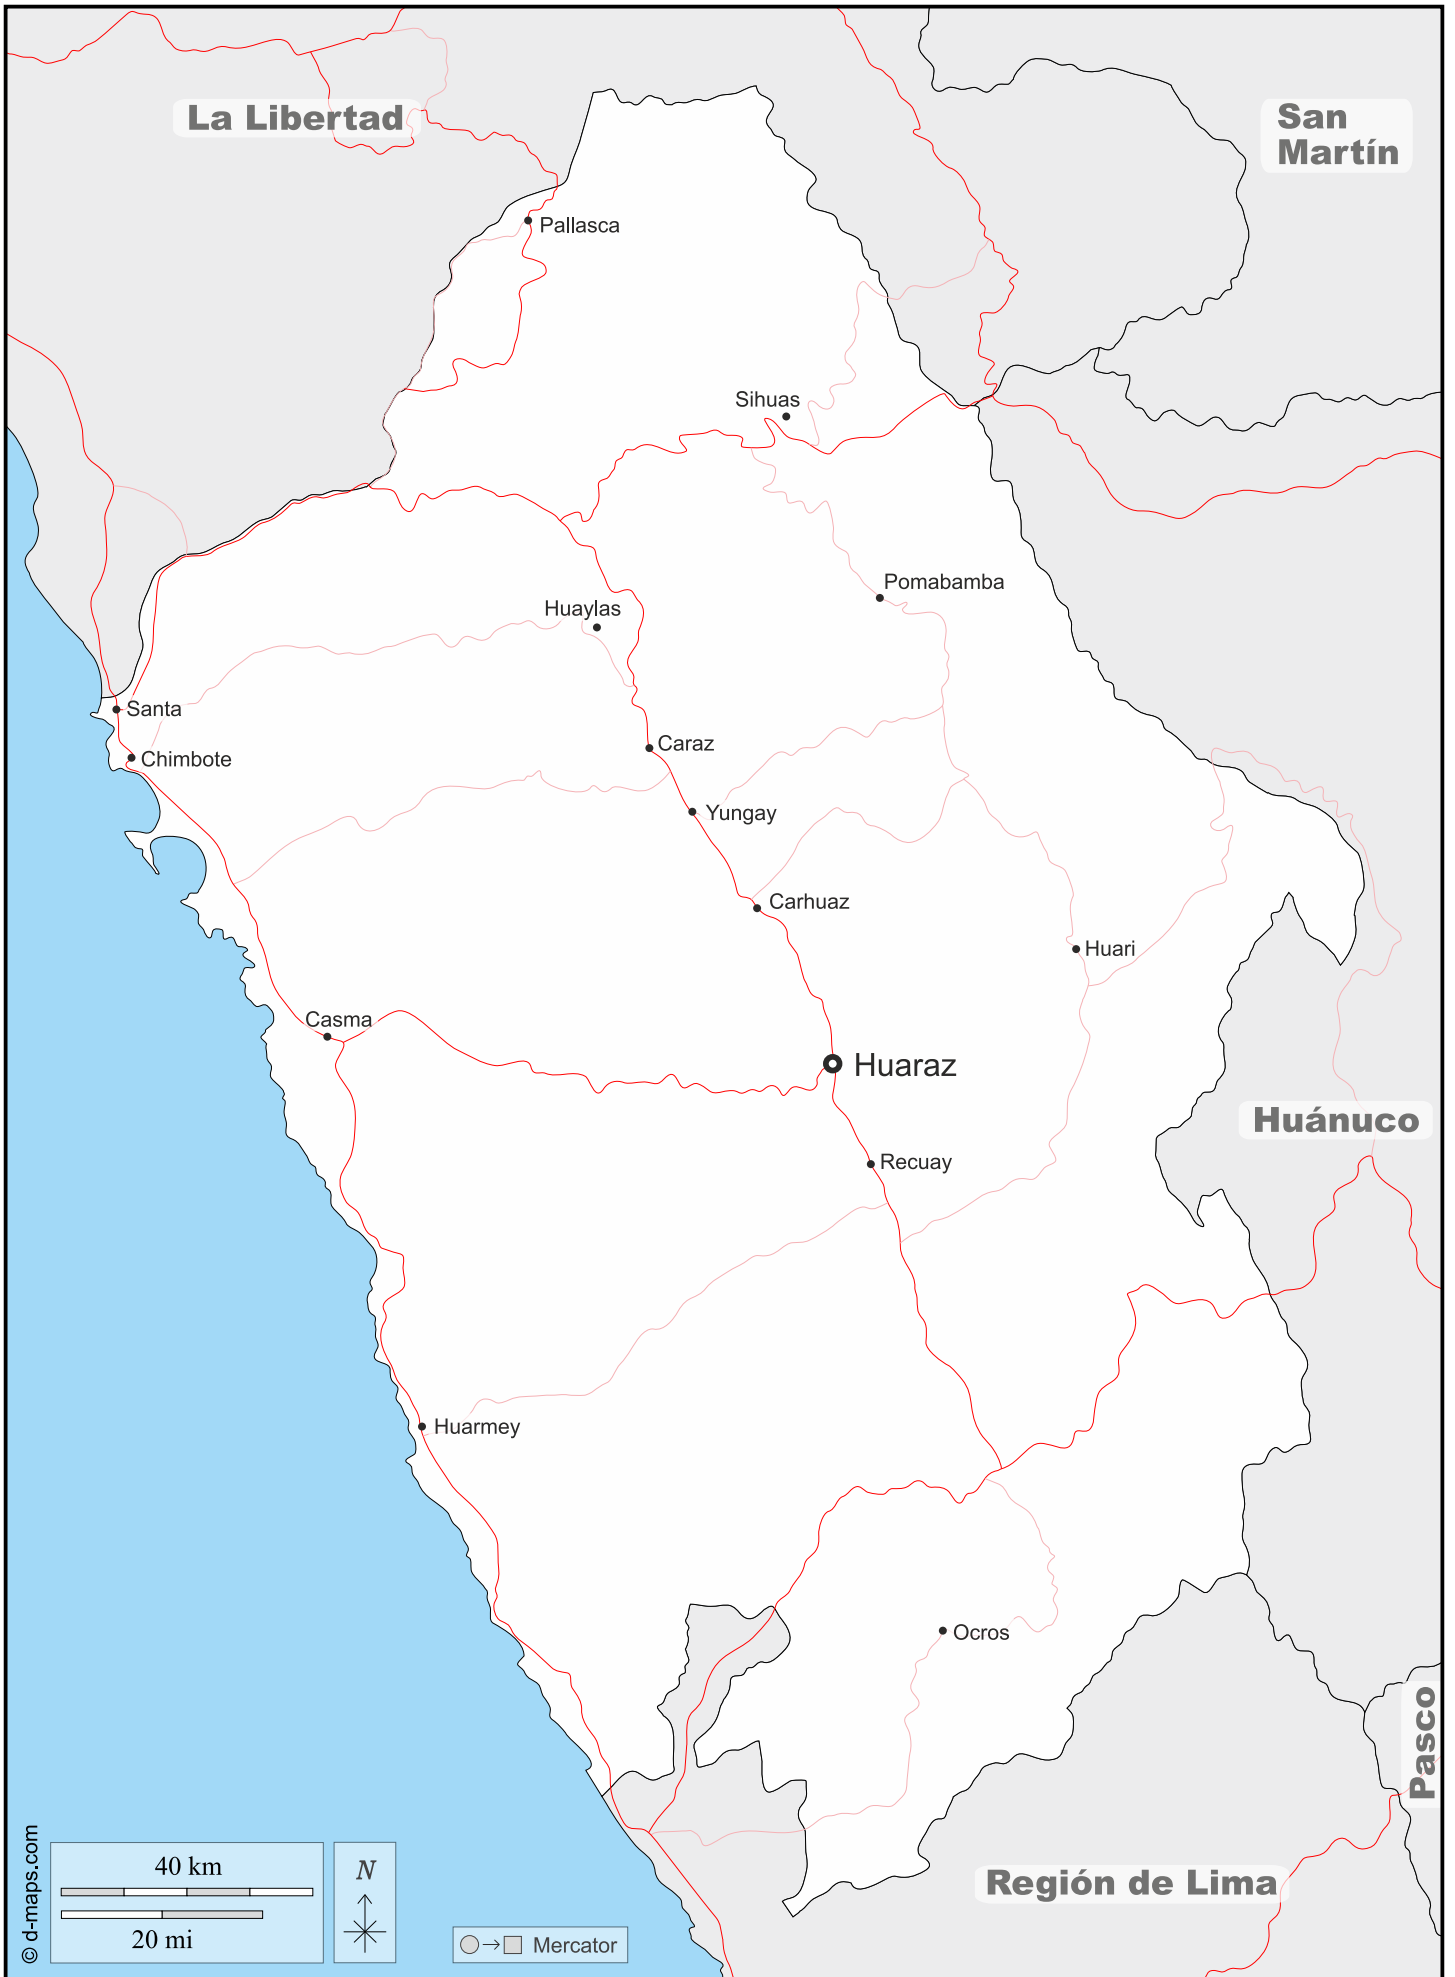 La Libertad
San
Martín
Pallasca
Sihuas
Pomabamba
Huaylas
Santa
Caraz
Chimbote
Yungay
Carhuaz
Huari
Casma
Huaraz
Huánuco
Recuay
Huarmey
Ocros
Pasco
Región de Lima
© d-maps.com
40 km
20 mi
N
Mercator